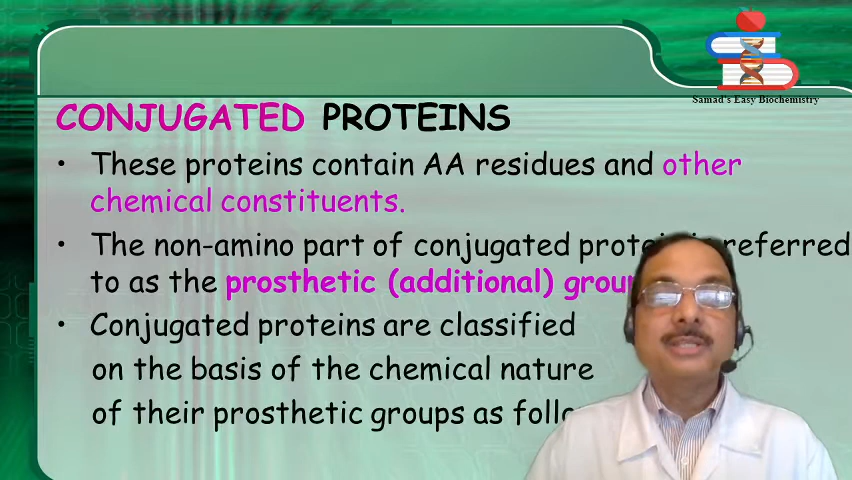 Samad's Easy Biochemistry
CONJUGATED PROTEINS
• These proteins contain AA residues and other
chemical constituents.
• The non-amino part of conjugated protein is referred
to as the prosthetic (additional) group
• Conjugated proteins are classified
on the basis of the chemical nature
of their prosthetic groups as